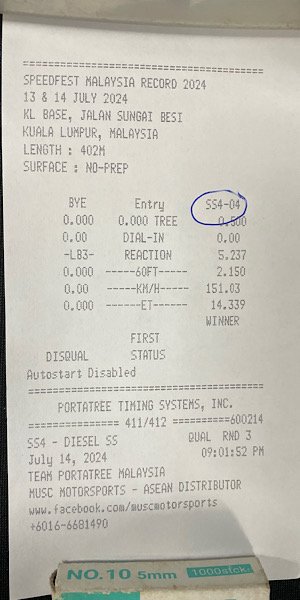 ==========================================
SPEEDFEST MALAYSIA RECORD 2024
13 & 14 JULY 2024
KL BASE, JALAN SUNGAI BESI
KUALA LUMPUR, MALAYSIA
LENGTH : 402M
SURFACE : NO-PREP
==========================================
BYE Entry SS4-04
0.000 0.000 TREE 0.500
0.00 DIAL-IN 0.00
-LB3- REACTION 5.237
0.000 ------60FT------ 2.150
0.00 ------KM/H------ 151.03
0.000 -------ET------- 14.339
WINNER
FIRST
DISQUAL STATUS
Autostart Disabled
==========================================
PORTATREE TIMING SYSTEMS, INC.
================ 411/412 ==========600214
SS4 - DIESEL SS QUAL RND 3
July 14, 2024 09:01:52 PM
TEAM PORTATREE MALAYSIA
MUSC MOTORSPORTS - ASEAN DISTRIBUTOR
www.facebook.com/muscmotorsports
+6016-6681490
NO.10 5mm 1000stck.